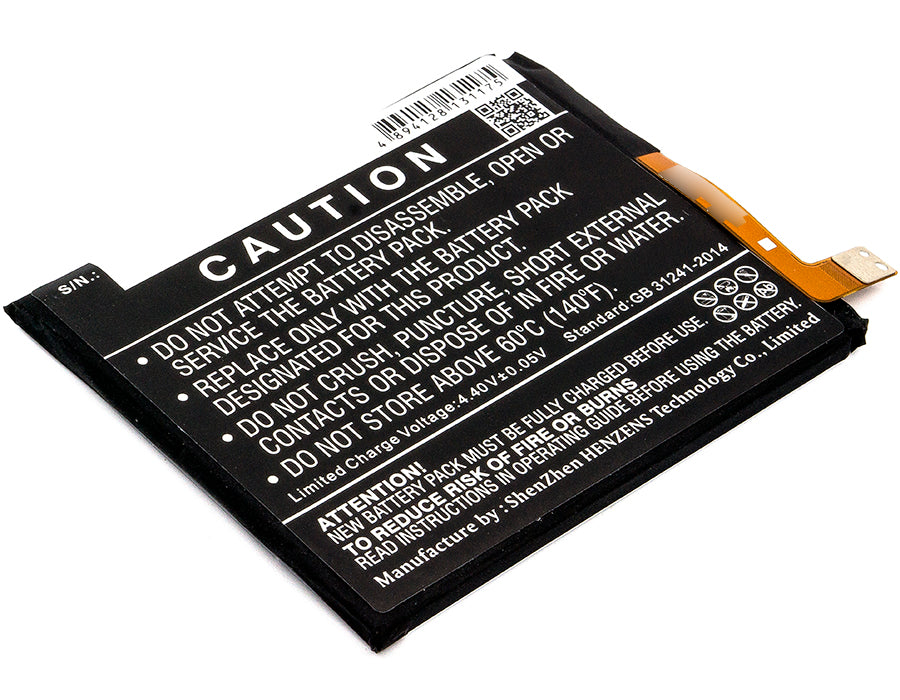 4894128131175
CAUTION
S/N.:
• DO NOT ATTEMPT TO DISASSEMBLE, OPEN OR
SERVICE THE BATTERY PACK.
• REPLACE ONLY WITH THE BATTERY PACK
DESIGNATED FOR THIS PRODUCT.
• DO NOT CRUSH, PUNCTURE, SHORT EXTERNAL
CONTACTS OR DISPOSE OF IN FIRE OR WATER.
• DO NOT STORE ABOVE 60°C (140°F).
Limited Charge Voltage:4.40V±0.05V Standard:GB 31241-2014
ATTENTION!
NEW BATTERY PACK MUST BE FULLY CHARGED BEFORE USE.
TO REDUCE RISK OF FIRE OR BURNS
READ INSTRUCTIONS IN OPERATING GUIDE BEFORE USING THE BATTERY.
Manufacture by : ShenZhen HENZENS Technology Co., Limited